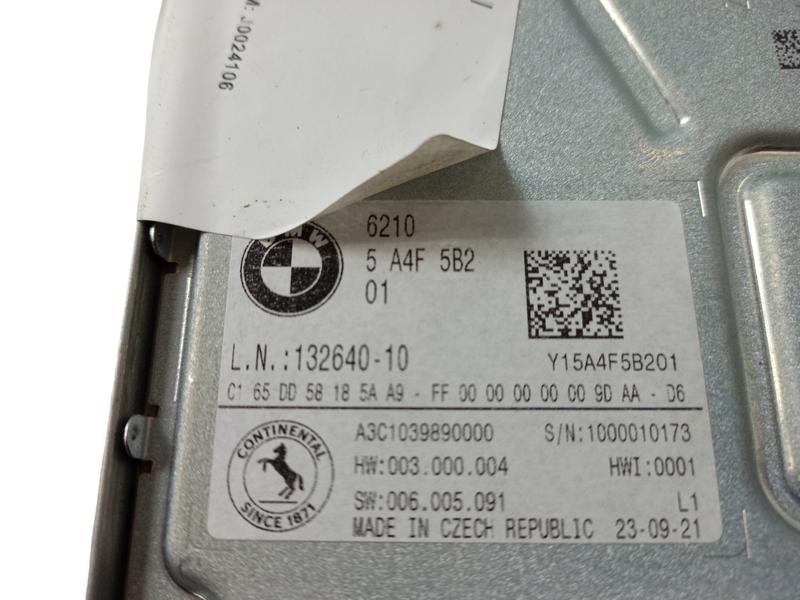 M: J0024106
BMW
6210
5 A4F 5B2
01
L.N.:132640-10
Y15A4F5B201
C1 65 DD 58 18 5A A9 - FF 00 00 00 00 00 9D AA - D6
CONTINENTAL
SINCE 1871
A3C1039890000 S/N:1000010173
HW:003.000.004 HWI:0001
SW:006.005.091 L1
MADE IN CZECH REPUBLIC 23-09-21